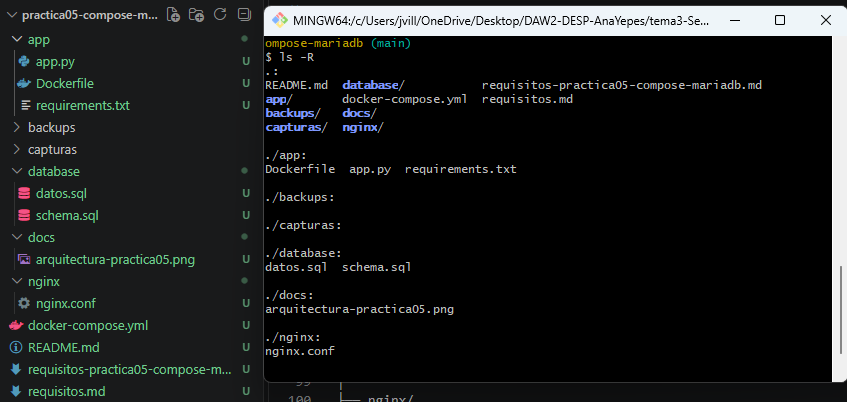 practica05-compose-m...
app
app.py U
Dockerfile U
requirements.txt U
backups
capturas
database
datos.sql U
schema.sql U
docs
arquitectura-practica05.png U
nginx
nginx.conf U
docker-compose.yml U
README.md U
requisitos-practica05-compose-m... U
requisitos.md U
MINGW64:/c/Users/jvill/OneDrive/Desktop/DAW2-DESP-AnaYepes/tema3-Se...
ompose-mariadb (main)
$ ls -R
.:
README.md database/ requisitos-practica05-compose-mariadb.md
app/ docker-compose.yml requisitos.md
backups/ docs/
capturas/ nginx/
./app:
Dockerfile app.py requirements.txt
./backups:
./capturas:
./database:
datos.sql schema.sql
./docs:
arquitectura-practica05.png
./nginx:
nginx.conf
99 │
100 ├── nginx/